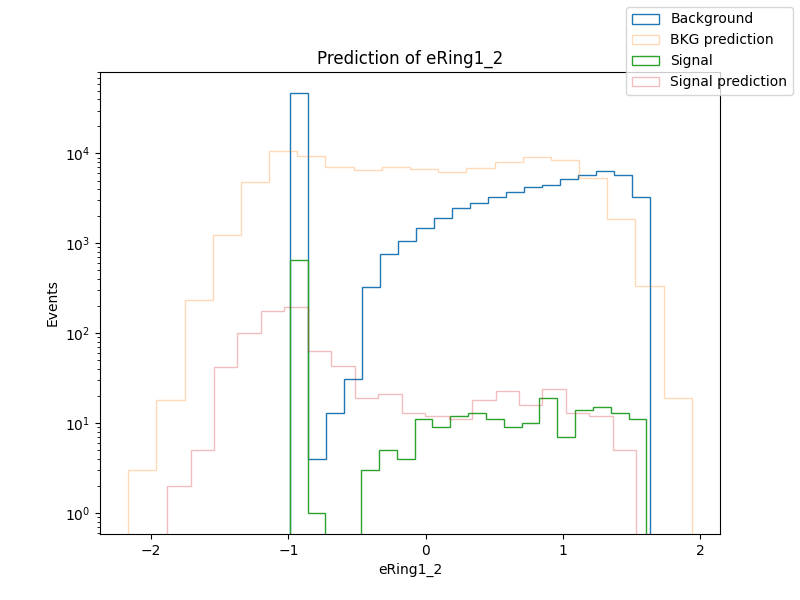 Prediction of eRing1_2
Background
BKG prediction
Signal
Signal prediction
Events
10^4
10^3
10^2
10^1
10^0
−2
−1
0
1
2
eRing1_2